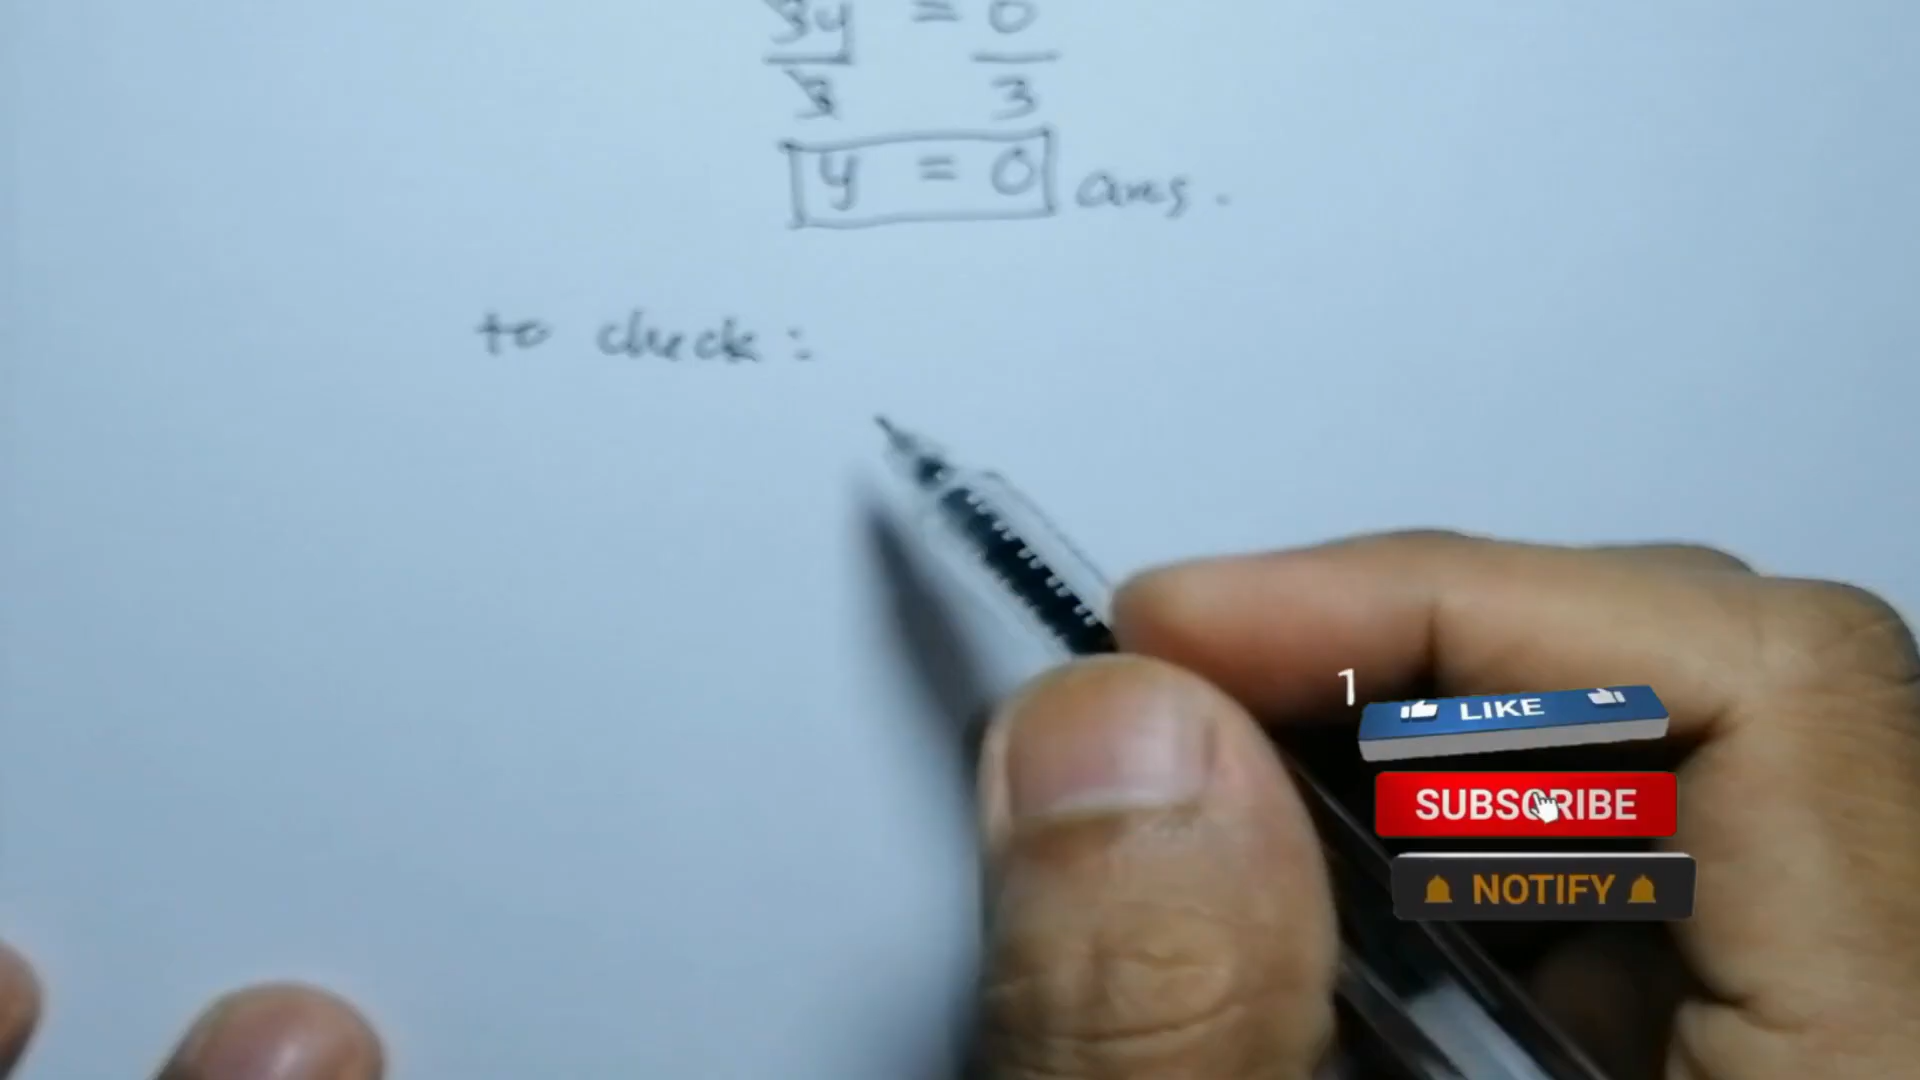 3y = 0
3 3
y = 0 ans.
to check:
1
LIKE
SUBSCRIBE
NOTIFY